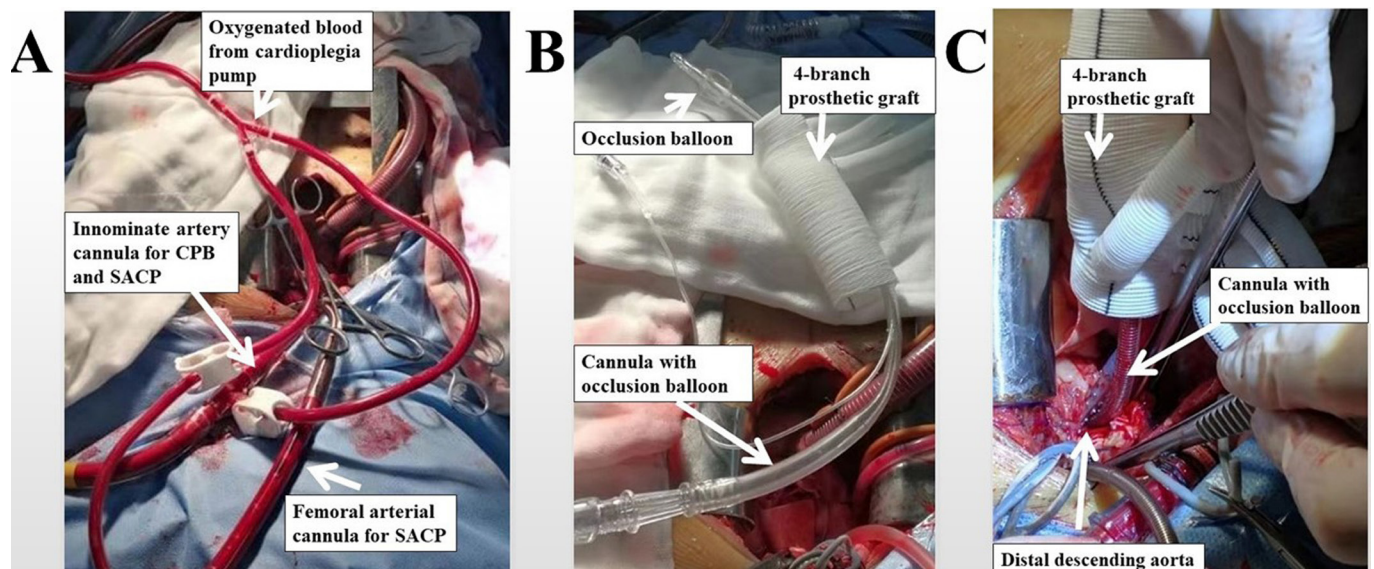 A
Oxygenated blood
from cardioplegia
pump
Innominate artery
cannula for CPB
and SACP
Femoral arterial
cannula for SACP
B
4-branch
prosthetic graft
Occlusion balloon
Cannula with
occlusion balloon
C
4-branch
prosthetic graft
Cannula with
occlusion balloon
Distal descending aorta